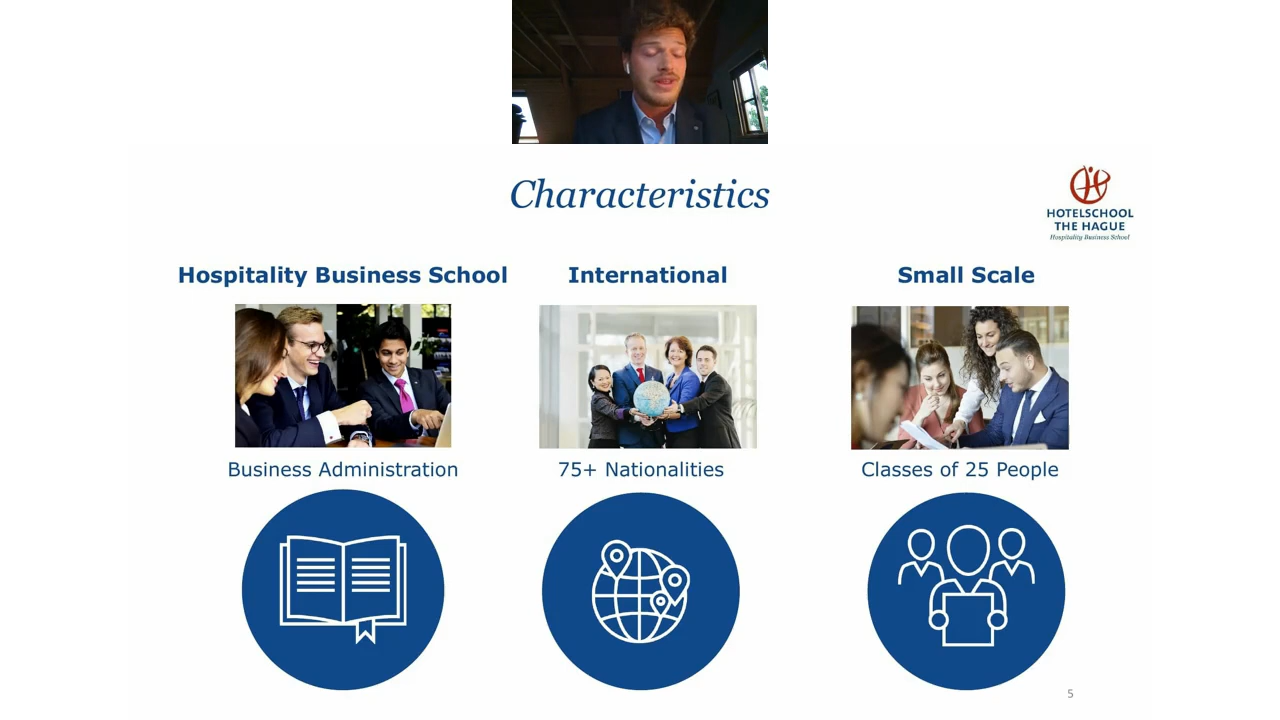 Characteristics
HOTELSCHOOL
THE HAGUE
Hospitality Business School
Hospitality Business School
International
Small Scale
Business Administration
75+ Nationalities
Classes of 25 People
5